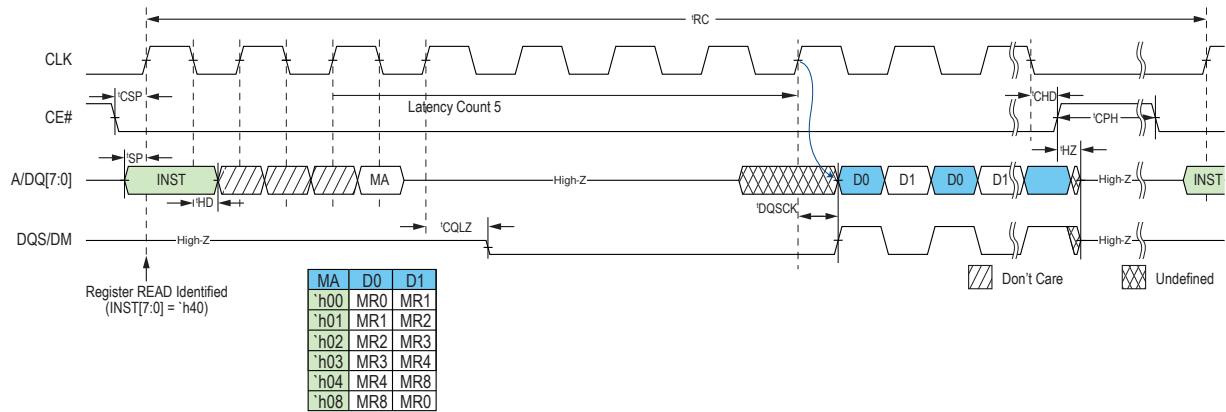 tRC
CLK
tCSP
Latency Count 5
tCHD
CE#
tCPH
tSP
tHZ
A/DQ[7:0] INST MA High-Z D0 D1 D0 D1 High-Z INST
tHD
tDQSCK
tCQLZ
DQS/DM High-Z High-Z
Don't Care Undefined
Register READ Identified
(INST[7:0] = `h40)
MA D0 D1
`h00 MR0 MR1
`h01 MR1 MR2
`h02 MR2 MR3
`h03 MR3 MR4
`h04 MR4 MR8
`h08 MR8 MR0